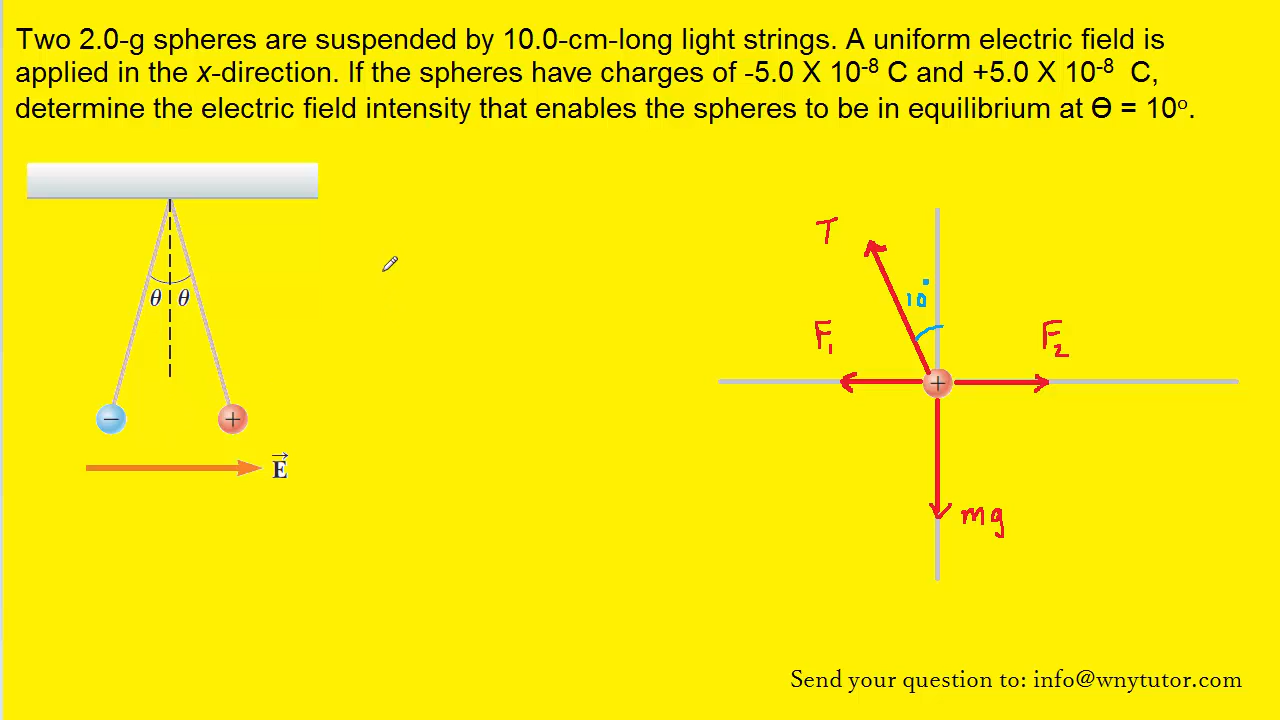 Two 2.0-g spheres are suspended by 10.0-cm-long light strings. A uniform electric field is
applied in the x-direction. If the spheres have charges of -5.0 X 10⁻⁸ C and +5.0 X 10⁻⁸ C,
determine the electric field intensity that enables the spheres to be in equilibrium at Ө = 10º.
θ θ
− +
E⃗
T
10°
F₁
F₂
+
mg
Send your question to: info@wnytutor.com